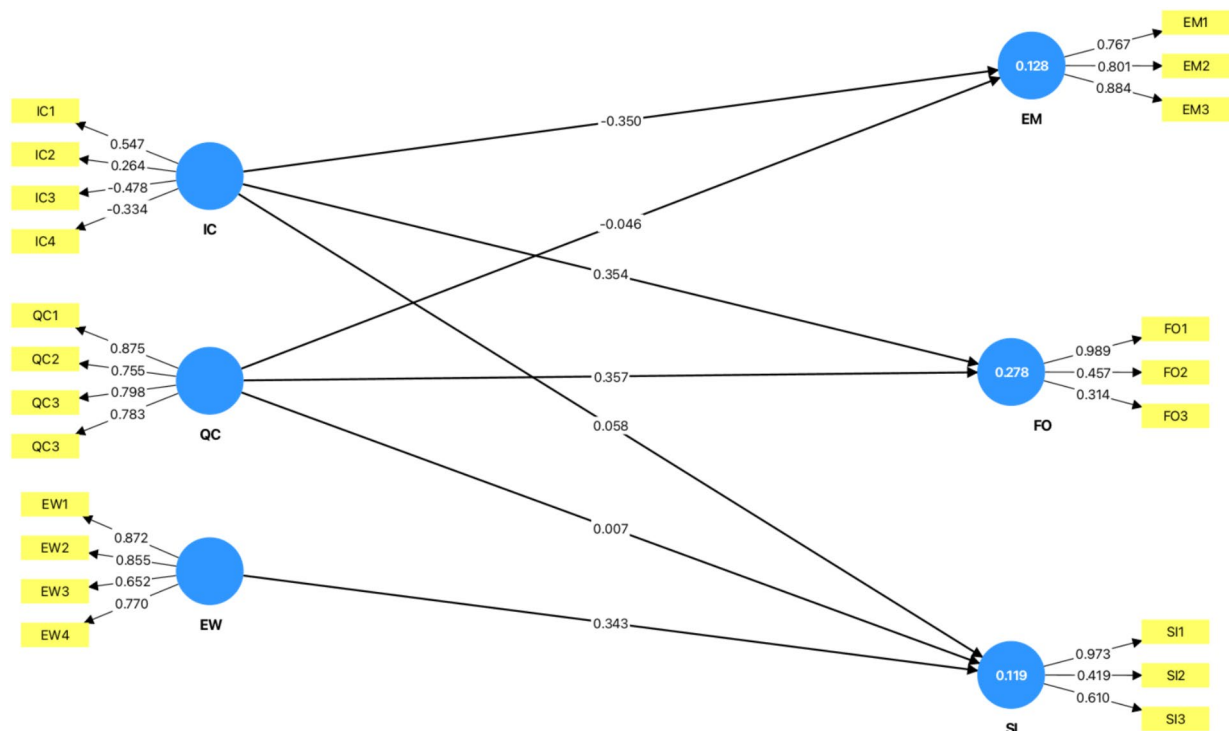 EM1
0.767
0.128
0.801
EM2
0.884
EM3
EM
IC1
0.547
IC2
0.264
IC3
-0.478
-0.334
IC4
IC
-0.350
-0.046
0.354
QC1
0.875
QC2
0.755
QC3
0.798
0.783
QC3
QC
0.357
FO1
0.989
0.278
0.457
FO2
0.314
FO3
FO
0.058
0.007
EW1
0.872
EW2
0.855
EW3
0.652
0.770
EW4
EW
0.343
SI1
0.973
0.119
0.419
SI2
0.610
SI3
SI